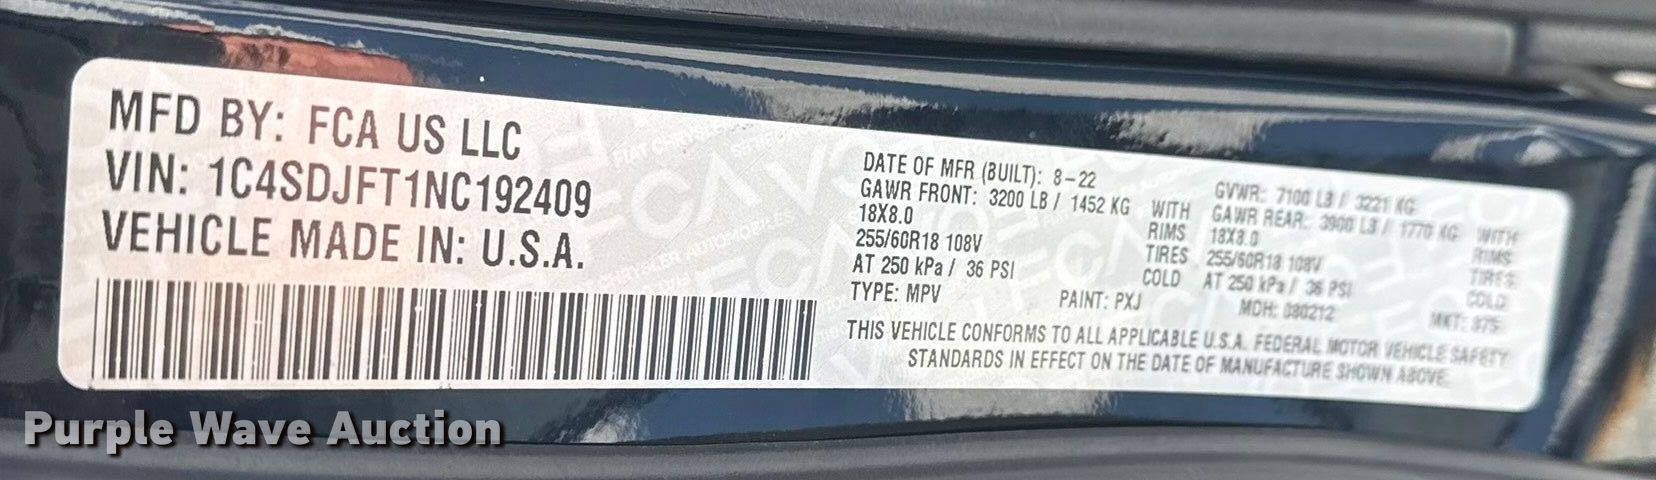 MFD BY: FCA US LLC
VIN: 1C4SDJFT1NC192409
VEHICLE MADE IN: U.S.A.
DATE OF MFR (BUILT): 8-22
GVWR: 7100 LB / 3221 KG
GAWR FRONT: 3200 LB / 1452 KG WITH
18X8.0 RIMS
255/60R18 108V TIRES
AT 250 kPa / 36 PSI COLD
GAWR REAR: 3900 LB / 1770 KG WITH
18X8.0 RIMS
255/60R18 108V TIRES
AT 250 kPa / 36 PSI COLD
TYPE: MPV PAINT: PXJ MDH: 080212 MKT: 875
THIS VEHICLE CONFORMS TO ALL APPLICABLE U.S.A. FEDERAL MOTOR VEHICLE SAFETY
STANDARDS IN EFFECT ON THE DATE OF MANUFACTURE SHOWN ABOVE.
Purple Wave Auction